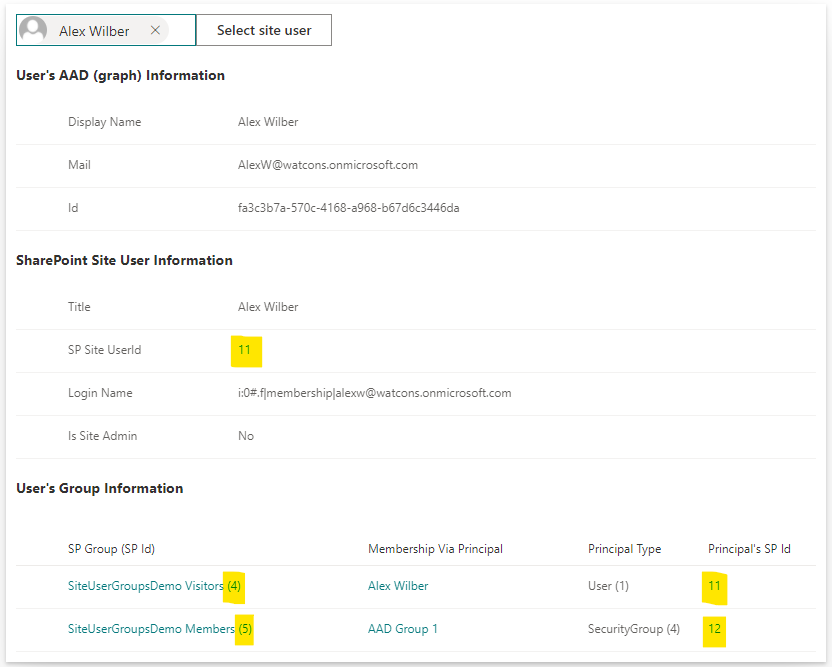 Alex Wilber Select site user
User's AAD (graph) Information
Display Name Alex Wilber
Mail AlexW@watcons.onmicrosoft.com
Id fa3c3b7a-570c-4168-a968-b67d6c3446da
SharePoint Site User Information
Title Alex Wilber
SP Site UserId 11
Login Name i:0#.f|membership|alexw@watcons.onmicrosoft.com
Is Site Admin No
User's Group Information
SP Group (SP Id) Membership Via Principal Principal Type Principal's SP Id
SiteUserGroupsDemo Visitors (4) Alex Wilber User (1) 11
SiteUserGroupsDemo Members (5) AAD Group 1 SecurityGroup (4) 12